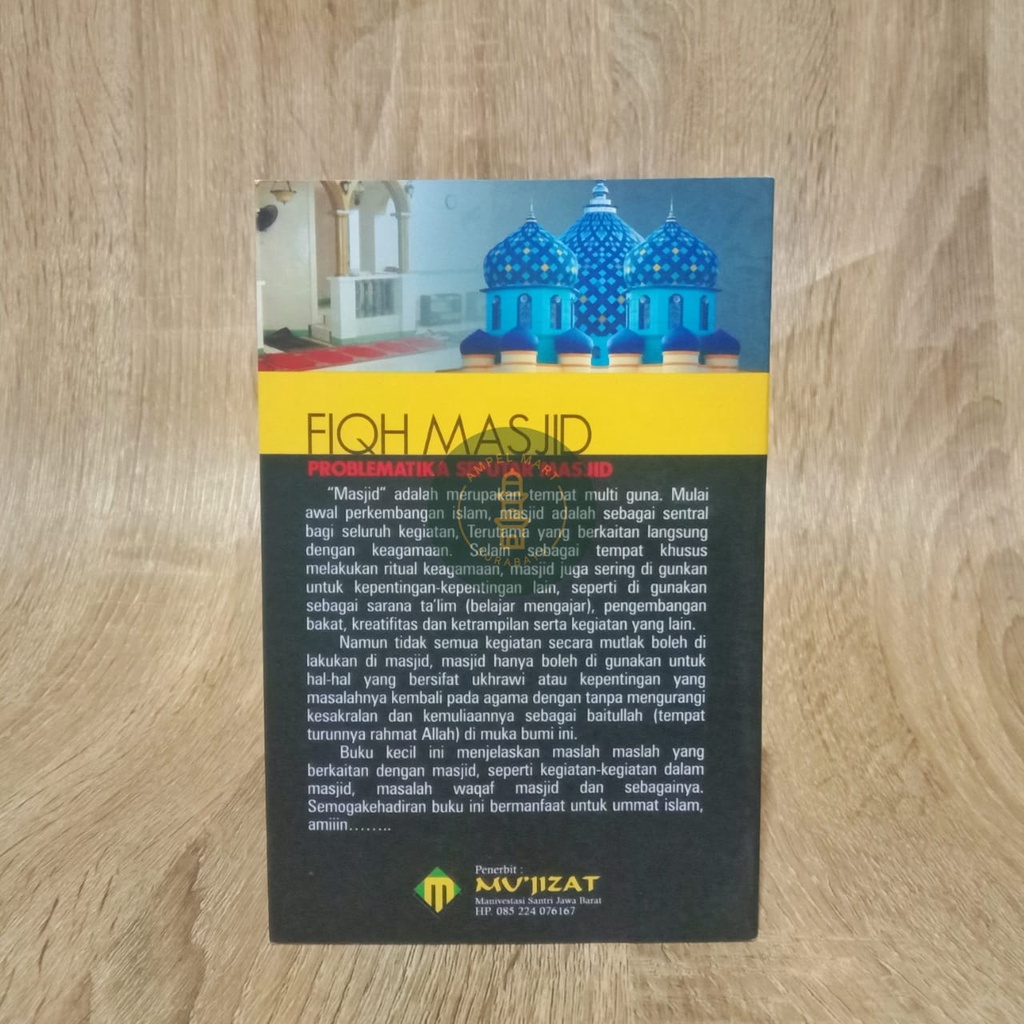 FIQH MASJID
PROBLEMATIKA SEPUTAR MASJID
"Masjid" adalah merupakan tempat multi guna. Mulai
awal perkembangan islam, masjid adalah sebagai sentral
bagi seluruh kegiatan, Terutama yang berkaitan langsung
dengan keagamaan. Selain sebagai tempat khusus
melakukan ritual keagamaan, masjid juga sering di gunkan
untuk kepentingan-kepentingan lain, seperti di gunakan
sebagai sarana ta'lim (belajar mengajar), pengembangan
bakat, kreatifitas dan ketrampilan serta kegiatan yang lain.
Namun tidak semua kegiatan secara mutlak boleh di
lakukan di masjid, masjid hanya boleh di gunakan untuk
hal-hal yang bersifat ukhrawi atau kepentingan yang
masalahnya kembali pada agama dengan tanpa mengurangi
kesakralan dan kemuliaannya sebagai baitullah (tempat
turunnya rahmat Allah) di muka bumi ini.
Buku kecil ini menjelaskan maslah maslah yang
berkaitan dengan masjid, seperti kegiatan-kegiatan dalam
masjid, masalah waqaf masjid dan sebagainya.
Semogakehadiran buku ini bermanfaat untuk ummat islam,
amiiin........
AMPEL MART
SURABAYA
Penerbit :
MU'JIZAT
Manivestasi Santri Jawa Barat
HP. 085 224 076167